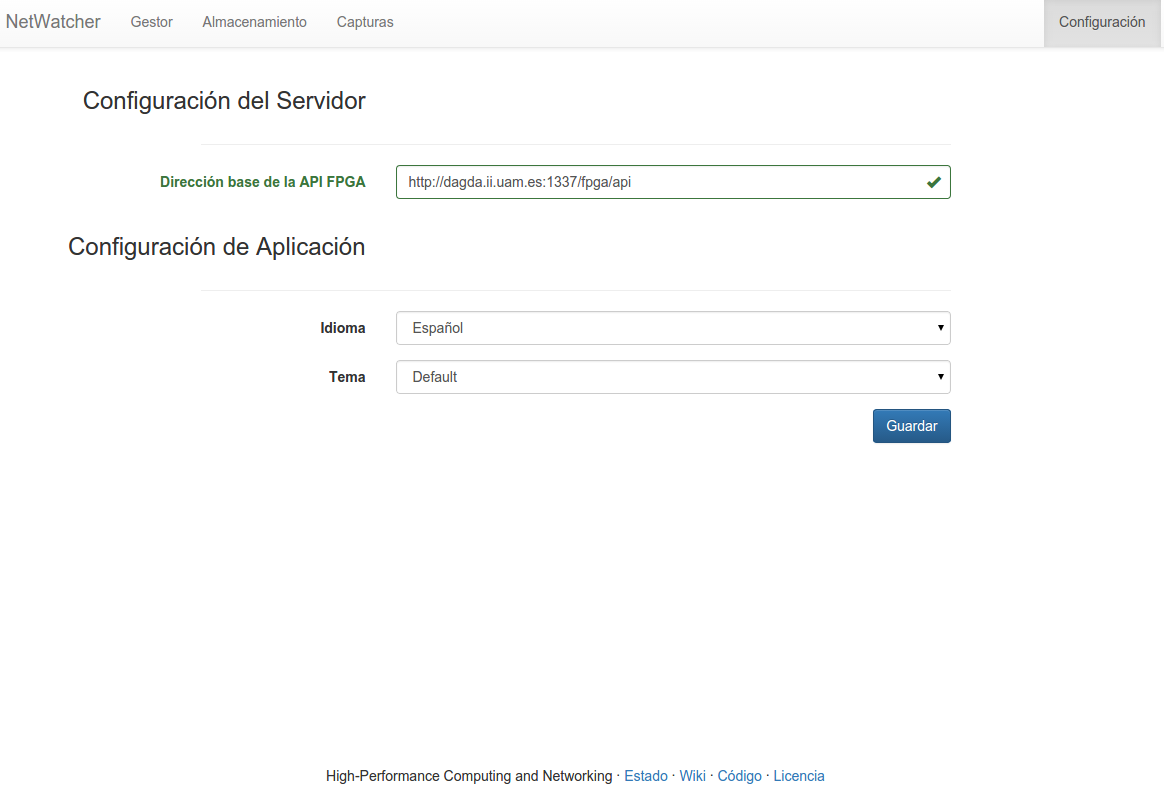 NetWatcher Gestor Almacenamiento Capturas Configuración
Configuración del Servidor
Dirección base de la API FPGA http://dagda.ii.uam.es:1337/fpga/api
Configuración de Aplicación
Idioma Español
Tema Default
Guardar
High-Performance Computing and Networking · Estado · Wiki · Código · Licencia